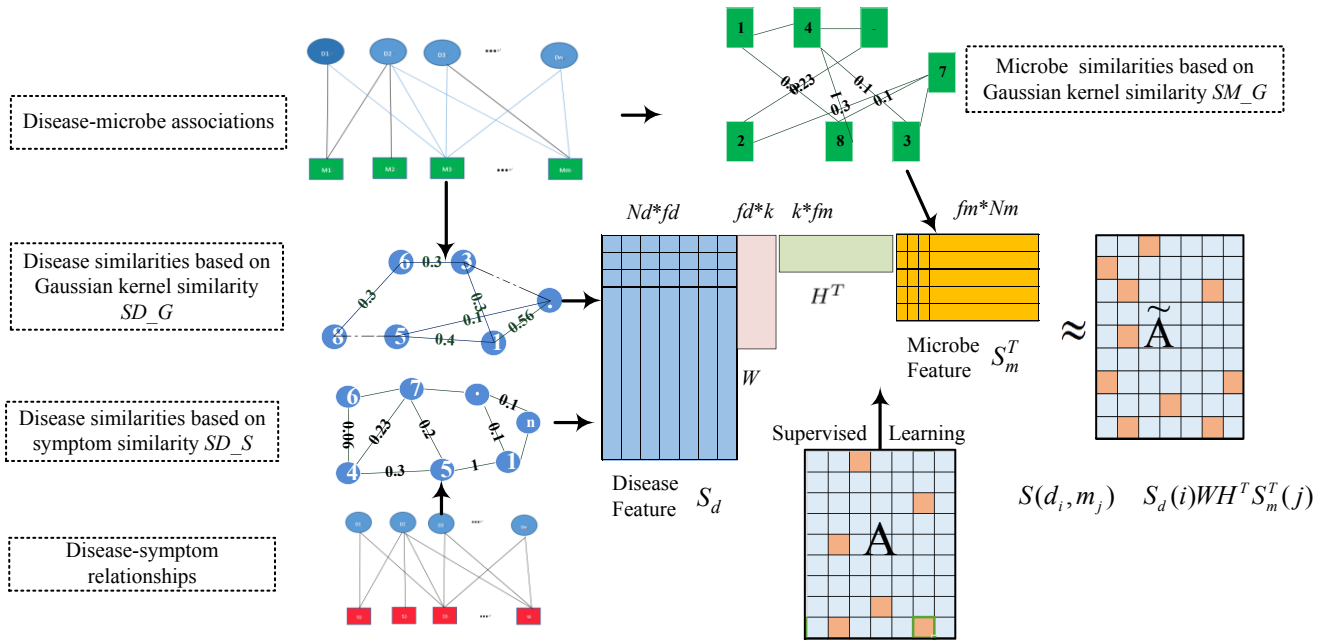 D1
D2
D3
Dn
Disease-microbe associations
M1
M2
M3
Mm
1
4
7
0.23
0.1
0.3
0.1
2
8
3
Microbe similarities based on
Gaussian kernel similarity SM_G
Disease similarities based on
Gaussian kernel similarity
SD_G
6
0.3
3
0.3
0.3
0.1
0.56
8
5
0.4
1
Nd*fd
fd*k
k*fm
fm*Nm
W
H^T
Microbe
Feature S_m^T
≈
Ã
Disease similarities based on
symptom similarity SD_S
6
7
0.1
n
0.06
0.23
0.2
0.1
4
0.3
5
1
1
Disease
Feature S_d
Supervised Learning
A
S(d_i, m_j) S_d(i)WH^T S_m^T(j)
Disease-symptom
relationships